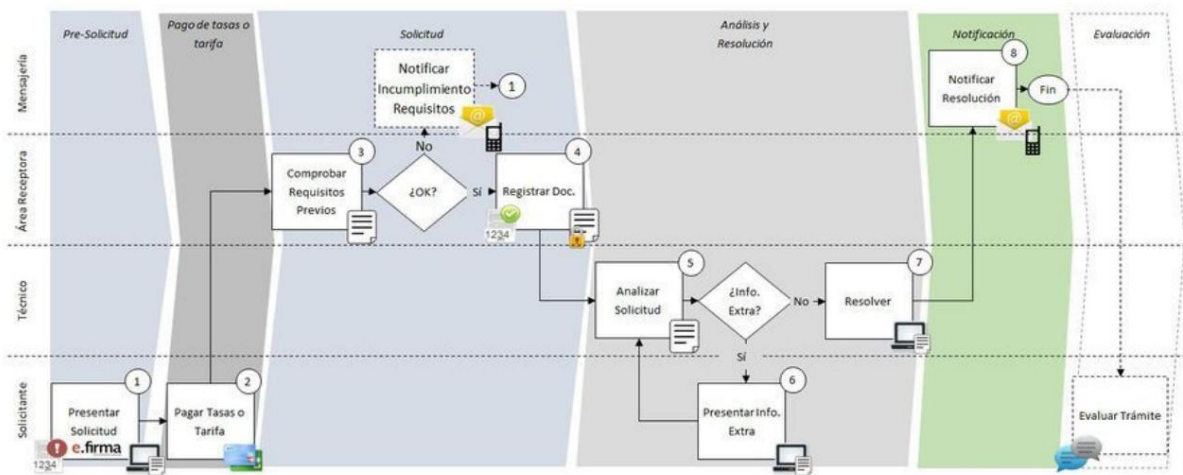 Pre-Solicitud
Pago de tasas o
tarifa
Solicitud
Análisis y
Resolución
Notificación
Evaluación
Mensajería
Notificar
Incumplimiento
Requisitos
1
8
Notificar
Resolución
Fin
No
Área Receptora
3
Comprobar
Requisitos
Previos
¿OK?
Sí
4
Registrar Doc.
1234
Técnico
5
Analizar
Solicitud
¿Info.
Extra?
No
7
Resolver
Sí
Solicitante
1
Presentar
Solicitud
e.firma
1234
2
Pagar Tasas o
Tarifa
6
Presentar Info.
Extra
Evaluar Trámite